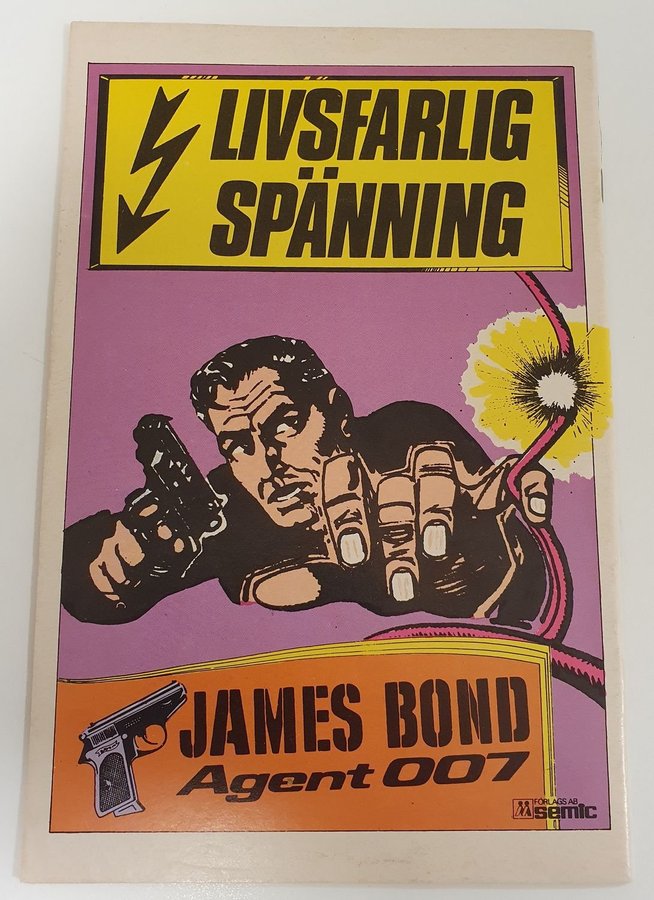 LIVSFARLIG
SPÄNNING
JAMES BOND
Agent 007
FÖRLAGS AB
semic